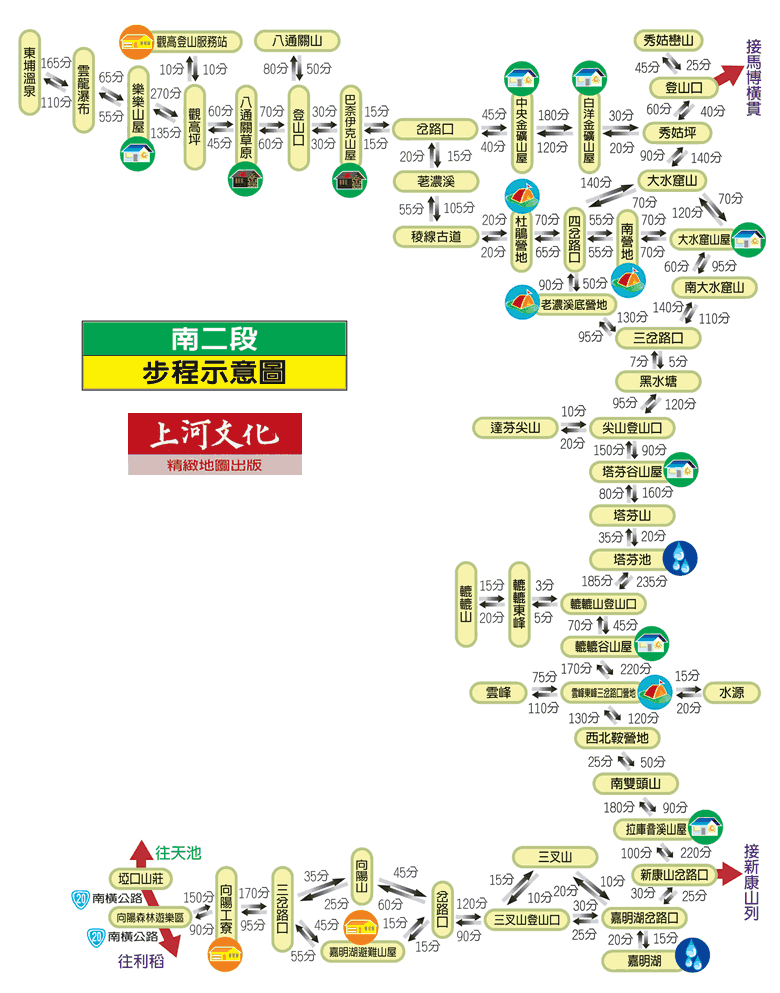 東埔溫泉
165分
110分
雲龍瀑布
65分
55分
樂樂山屋
270分
135分
觀高登山服務站
10分
10分
觀高坪
60分
45分
八通關草原
70分
60分
八通關山
80分
50分
登山口
30分
30分
巴奈伊克山屋
15分
15分
岔路口
45分
40分
中央金礦山屋
180分
120分
白洋金礦山屋
30分
20分
秀姑坪
60分
40分
登山口
45分
25分
秀姑巒山
接馬博橫貫
20分
15分
荖濃溪
55分
105分
稜線古道
20分
20分
杜鵑營地
70分
65分
四岔路口
55分
55分
南營地
70分
70分
90分
140分
大水窟山
140分
70分
120分
70分
大水窟山屋
60分
95分
南大水窟山
90分
50分
老濃溪底營地
130分
95分
140分
110分
三岔路口
7分
5分
黑水塘
95分
120分
達芬尖山
10分
20分
尖山登山口
150分
90分
塔芬谷山屋
80分
160分
塔芬山
35分
20分
塔芬池
185分
235分
轆轆山
15分
20分
轆轆東峰
3分
5分
轆轆山登山口
70分
45分
轆轆谷山屋
170分
220分
雲峰
75分
110分
雲峰東峰三岔路口營地
15分
20分
水源
130分
120分
西北鞍營地
25分
50分
南雙頭山
180分
90分
拉庫音溪山屋
100分
220分
新康山岔路口
接新康山列
30分
25分
嘉明湖岔路口
20分
15分
嘉明湖
三叉山
15分
10分
20分
10分
三叉山登山口
30分
25分
120分
90分
岔路口
45分
60分
向陽山
35分
25分
15分
15分
嘉明湖避難山屋
45分
55分
三岔路口
170分
95分
向陽工寮
150分
90分
往天池
埡口山莊
20 南橫公路
向陽森林遊樂區
20 南橫公路
往利稻
南二段
步程示意圖
上河文化
精緻地圖出版